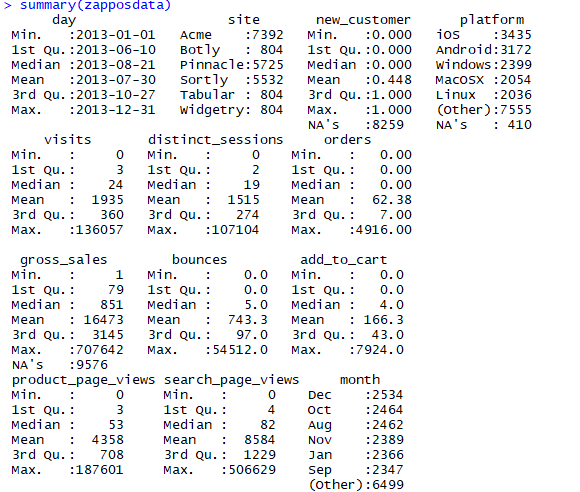 > summary(zapposdata)
day site new_customer platform
Min. :2013-01-01 Acme :7392 Min. :0.000 iOS :3435
1st Qu.:2013-06-10 Botly : 804 1st Qu.:0.000 Android:3172
Median :2013-08-21 Pinnacle:5725 Median :0.000 Windows:2399
Mean :2013-07-30 Sortly :5532 Mean :0.448 MacOSX :2054
3rd Qu.:2013-10-27 Tabular : 804 3rd Qu.:1.000 Linux :2036
Max. :2013-12-31 Widgetry: 804 Max. :1.000 (Other):7555
NA's :8259 NA's : 410
visits distinct_sessions orders
Min. : 0 Min. : 0 Min. : 0.00
1st Qu.: 3 1st Qu.: 2 1st Qu.: 0.00
Median : 24 Median : 19 Median : 0.00
Mean : 1935 Mean : 1515 Mean : 62.38
3rd Qu.: 360 3rd Qu.: 274 3rd Qu.: 7.00
Max. :136057 Max. :107104 Max. :4916.00
gross_sales bounces add_to_cart
Min. : 1 Min. : 0.0 Min. : 0.0
1st Qu.: 79 1st Qu.: 0.0 1st Qu.: 0.0
Median : 851 Median : 5.0 Median : 4.0
Mean : 16473 Mean : 743.3 Mean : 166.3
3rd Qu.: 3145 3rd Qu.: 97.0 3rd Qu.: 43.0
Max. :707642 Max. :54512.0 Max. :7924.0
NA's :9576
product_page_views search_page_views month
Min. : 0 Min. : 0 Dec :2534
1st Qu.: 3 1st Qu.: 4 Oct :2464
Median : 53 Median : 82 Aug :2462
Mean : 4358 Mean : 8584 Nov :2389
3rd Qu.: 708 3rd Qu.: 1229 Jan :2366
Max. :187601 Max. :506629 Sep :2347
(Other):6499